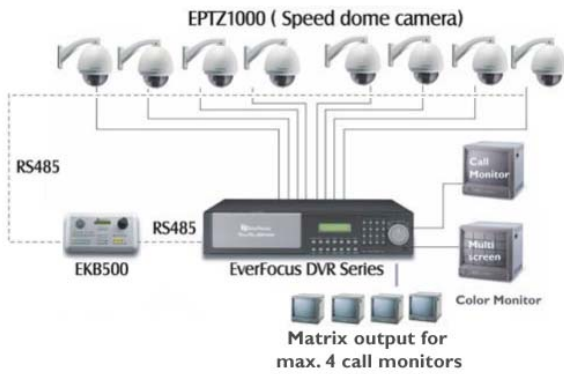 EPTZ1000 ( Speed dome camera)
RS485
Call
Monitor
RS485
EverFocus
Multi
screen
EKB500
EverFocus DVR Series
Color Monitor
Matrix output for
max. 4 call monitors